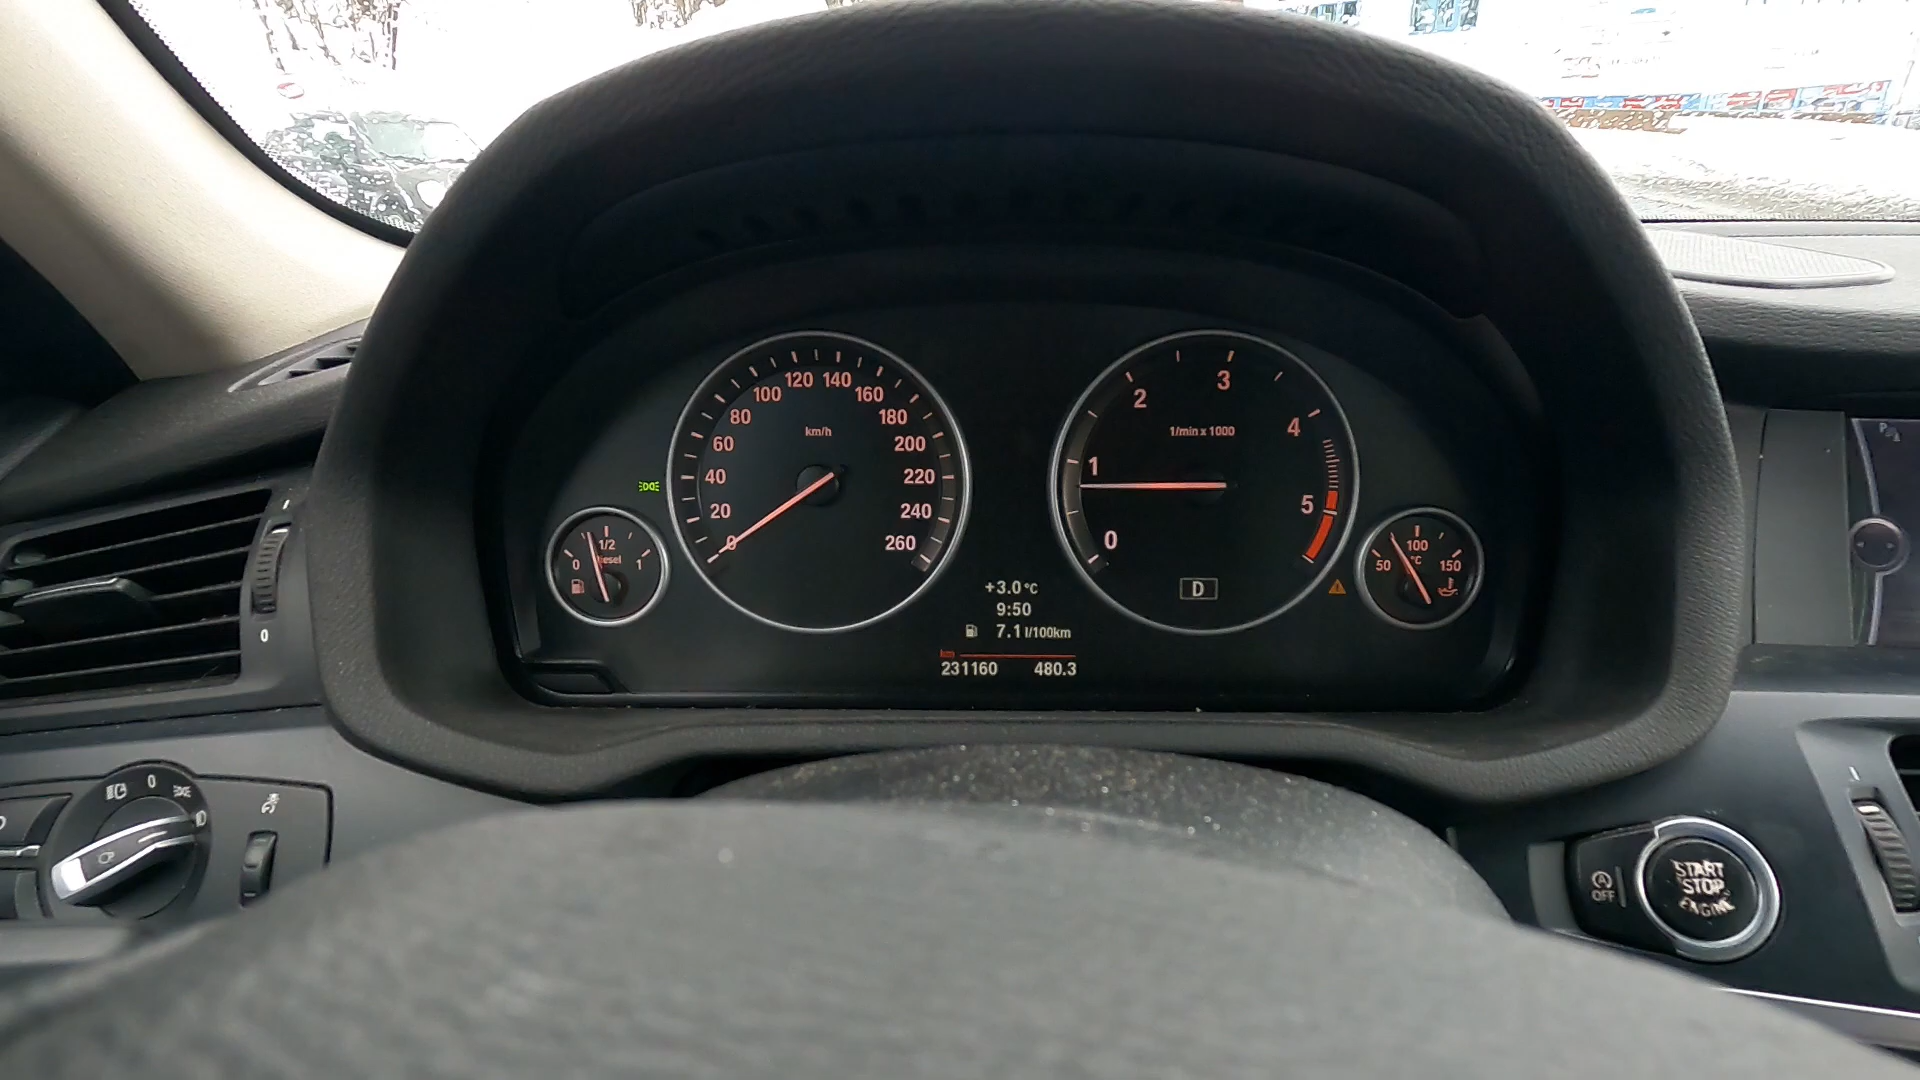 120 140
100 160
80 180
60 200
40 220
20 240
0 260
km/h
3
2
4
1/min x 1000
1
5
0
D
1/2
0 1
100
50 °C 150
+3.0 °C
9:50
7.1 l/100km
km
231160 480.3
0
0
A
OFF
START
STOP
ENGINE